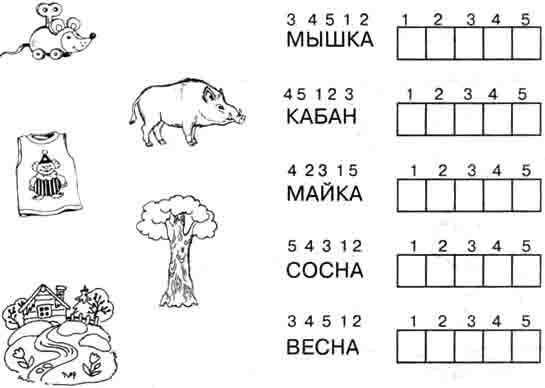 3 4 5 1 2 1 2 3 4 5
МЫШКА
4 5 1 2 3 1 2 3 4 5
КАБАН
4 2 3 1 5 1 2 3 4 5
МАЙКА
5 4 3 1 2 1 2 3 4 5
СОСНА
3 4 5 1 2 1 2 3 4 5
ВЕСНА